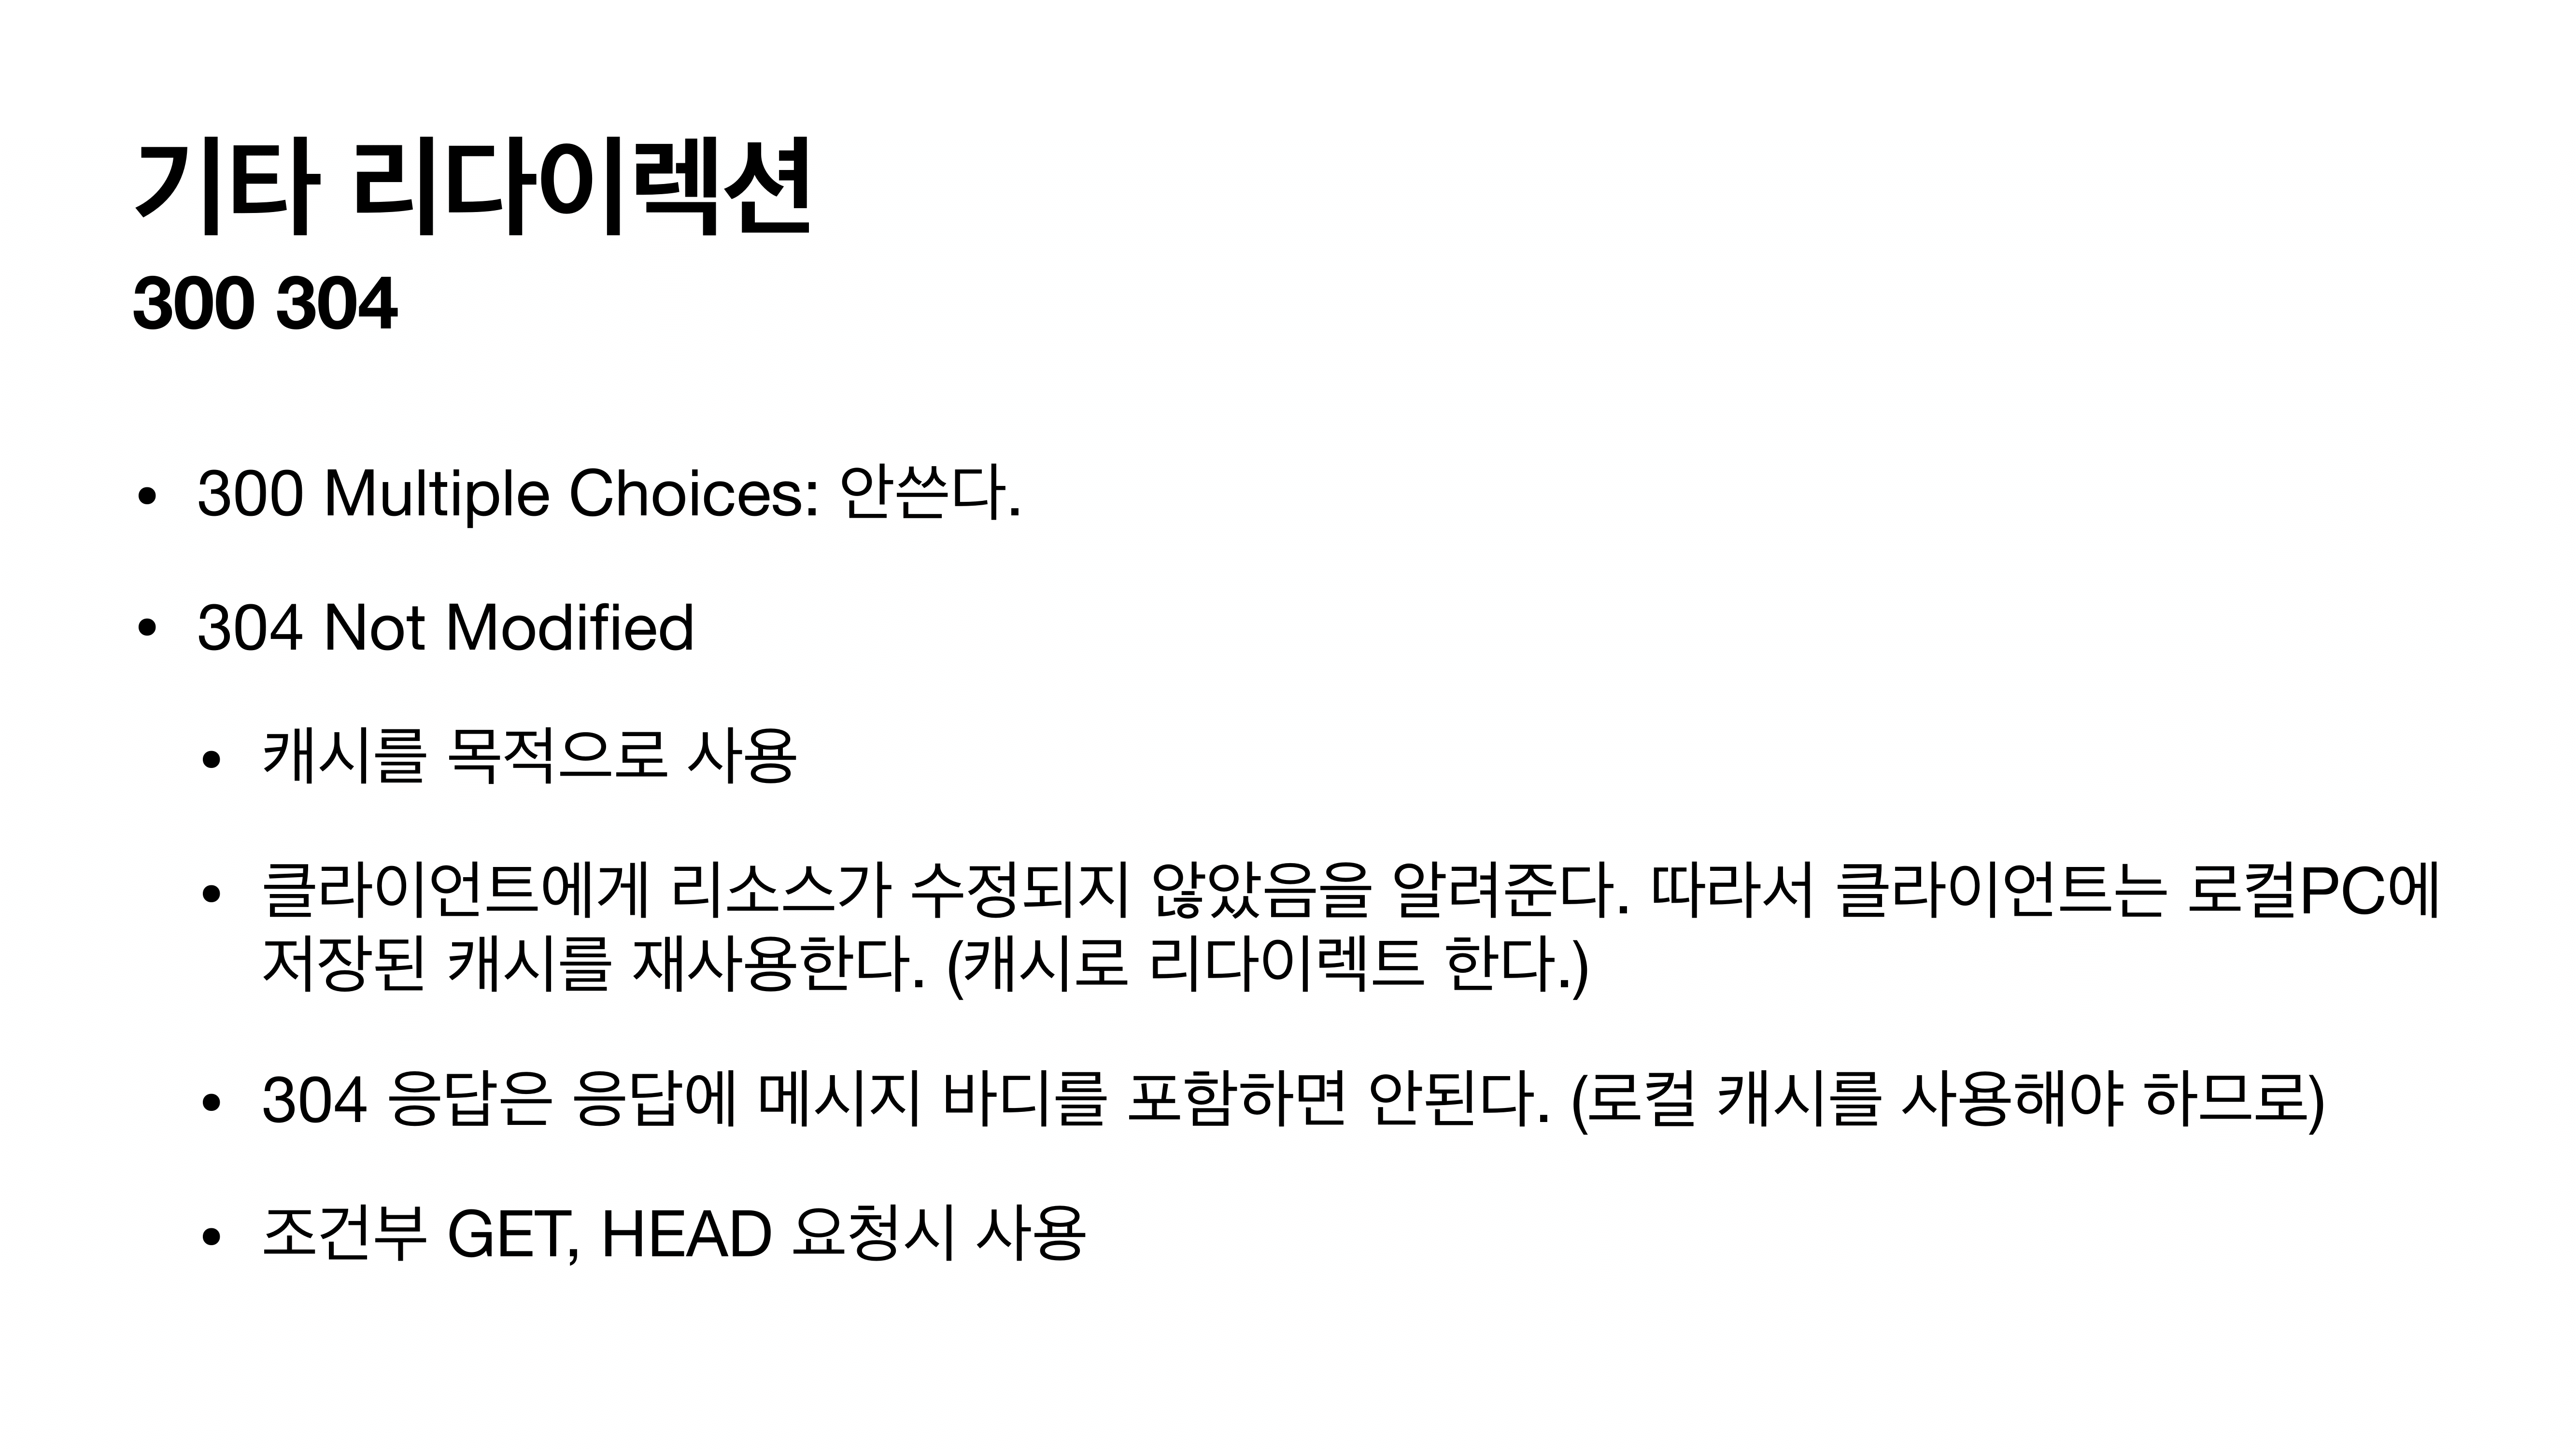 기타 리다이렉션
300 304
• 300 Multiple Choices: 안쓴다.
• 304 Not Modified
• 캐시를 목적으로 사용
• 클라이언트에게 리소스가 수정되지 않았음을 알려준다. 따라서 클라이언트는 로컬PC에
저장된 캐시를 재사용한다. (캐시로 리다이렉트 한다.)
• 304 응답은 응답에 메시지 바디를 포함하면 안된다. (로컬 캐시를 사용해야 하므로)
• 조건부 GET, HEAD 요청시 사용